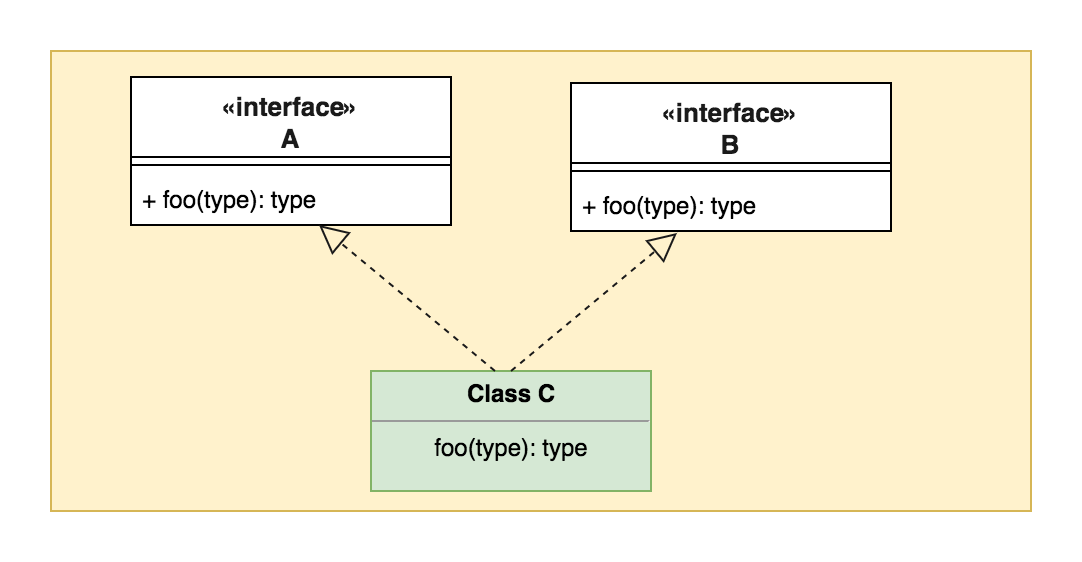 «interface»
A
+ foo(type): type
«interface»
B
+ foo(type): type
Class C
foo(type): type